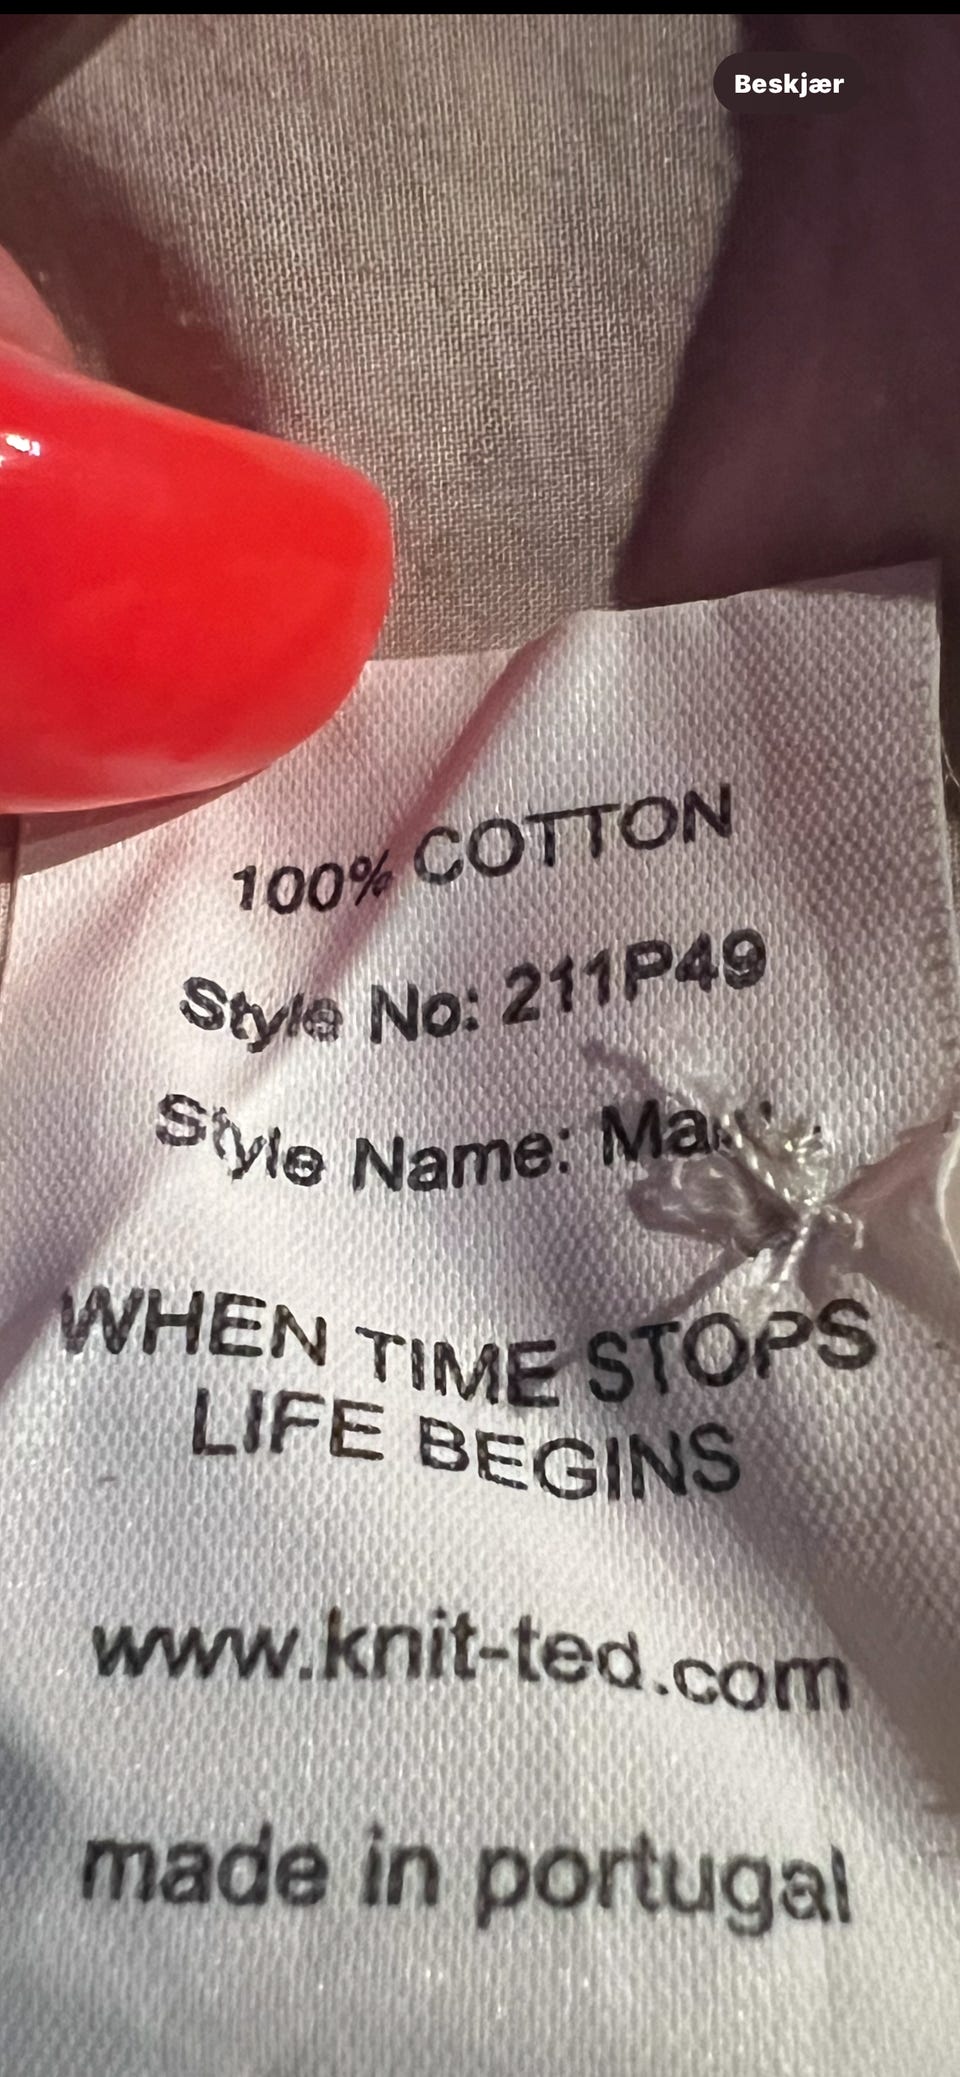 Beskjær
100% COTTON
Style No: 211P49
Style Name:
WHEN TIME STOPS
LIFE BEGINS
www.knit-ted.com
made in portugal